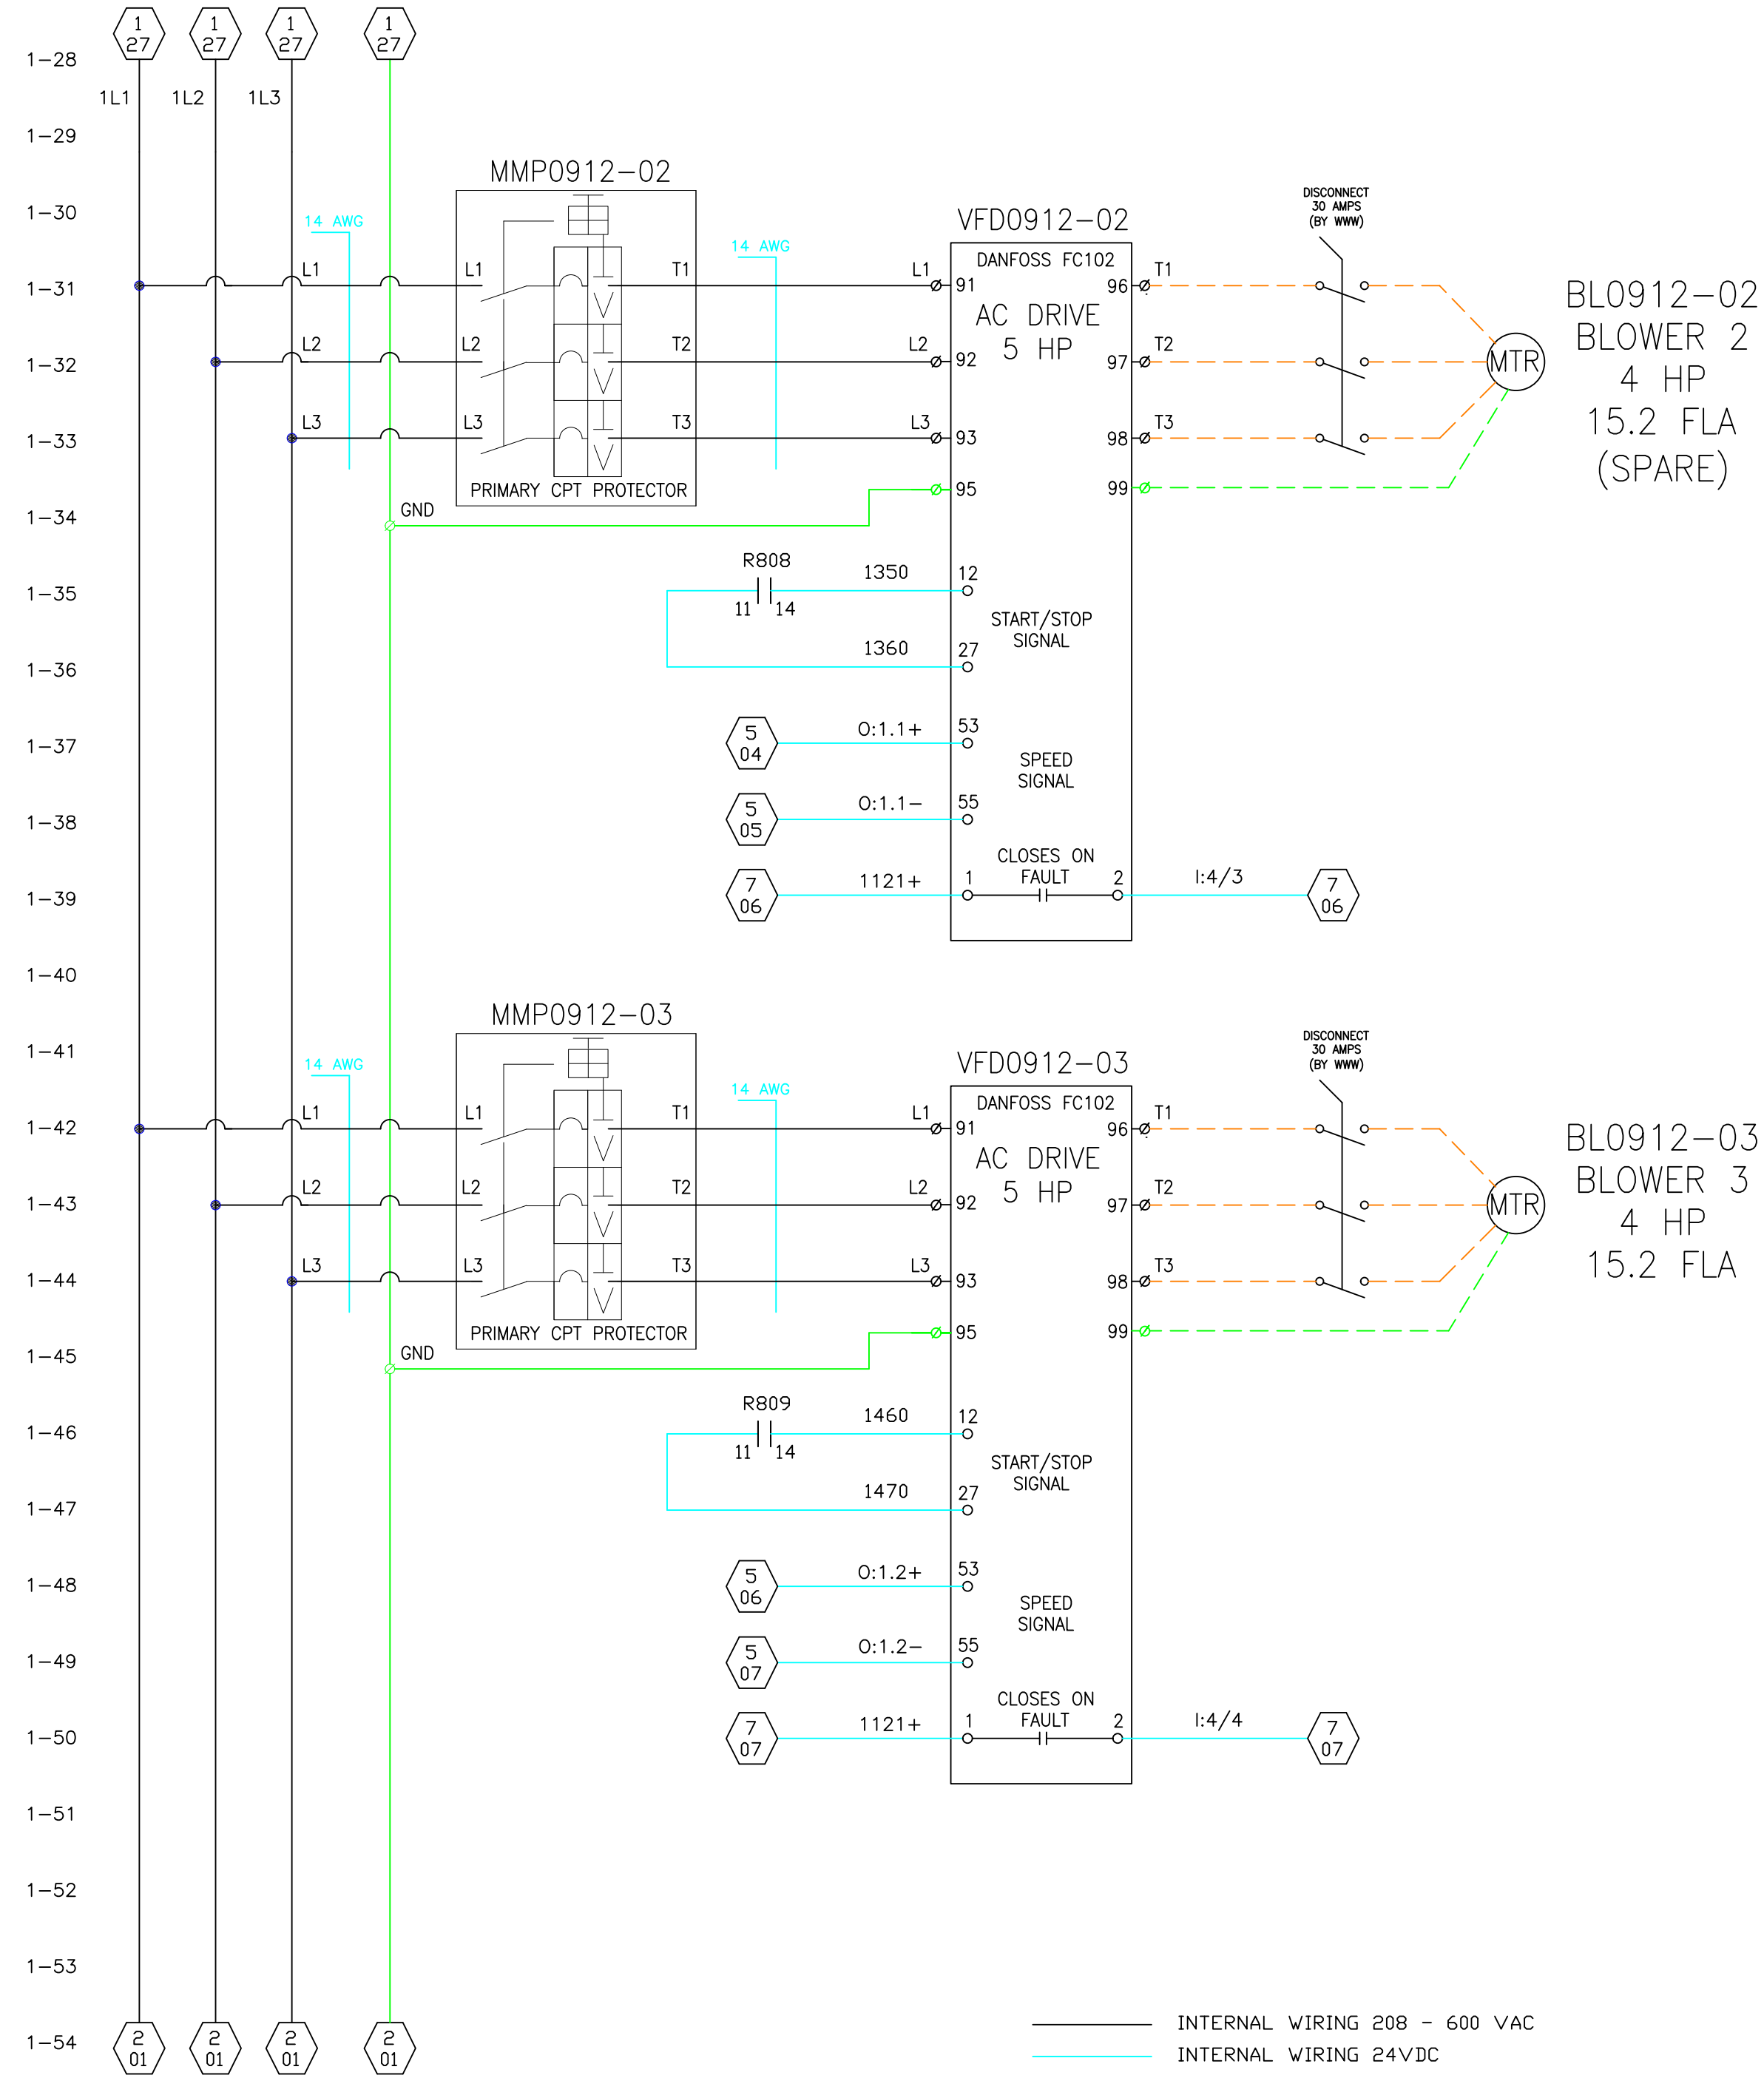 1
27
1
27
1
27
1
27
1-28
1L1
1L2
1L3
1-29
MMP0912-02
1-30
14 AWG
14 AWG
VFD0912-02
DISCONNECT
30 AMPS
(BY WWW)
DANFOSS FC102
AC DRIVE
5 HP
1-31
L1
L1
T1
L1
91
96
T1
1-32
L2
L2
T2
L2
92
97
T2
1-33
L3
L3
T3
L3
93
98
T3
MTR
BL0912-02
BLOWER 2
4 HP
15.2 FLA
(SPARE)
PRIMARY CPT PROTECTOR
95
99
1-34
GND
1-35
R808
11
14
1350
12
START/STOP
SIGNAL
1-36
1360
27
1-37
5
04
O:1.1+
53
SPEED
SIGNAL
1-38
5
05
O:1.1-
55
CLOSES ON
FAULT
1-39
7
06
1121+
1
2
I:4/3
7
06
1-40
MMP0912-03
1-41
14 AWG
14 AWG
VFD0912-03
DISCONNECT
30 AMPS
(BY WWW)
DANFOSS FC102
AC DRIVE
5 HP
1-42
L1
L1
T1
L1
91
96
T1
1-43
L2
L2
T2
L2
92
97
T2
1-44
L3
L3
T3
L3
93
98
T3
MTR
BL0912-03
BLOWER 3
4 HP
15.2 FLA
PRIMARY CPT PROTECTOR
95
99
1-45
GND
1-46
R809
11
14
1460
12
START/STOP
SIGNAL
1-47
1470
27
1-48
5
06
O:1.2+
53
SPEED
SIGNAL
1-49
5
07
O:1.2-
55
CLOSES ON
FAULT
1-50
7
07
1121+
1
2
I:4/4
7
07
1-51
1-52
1-53
1-54
2
01
2
01
2
01
2
01
INTERNAL WIRING 208 - 600 VAC
INTERNAL WIRING 24VDC